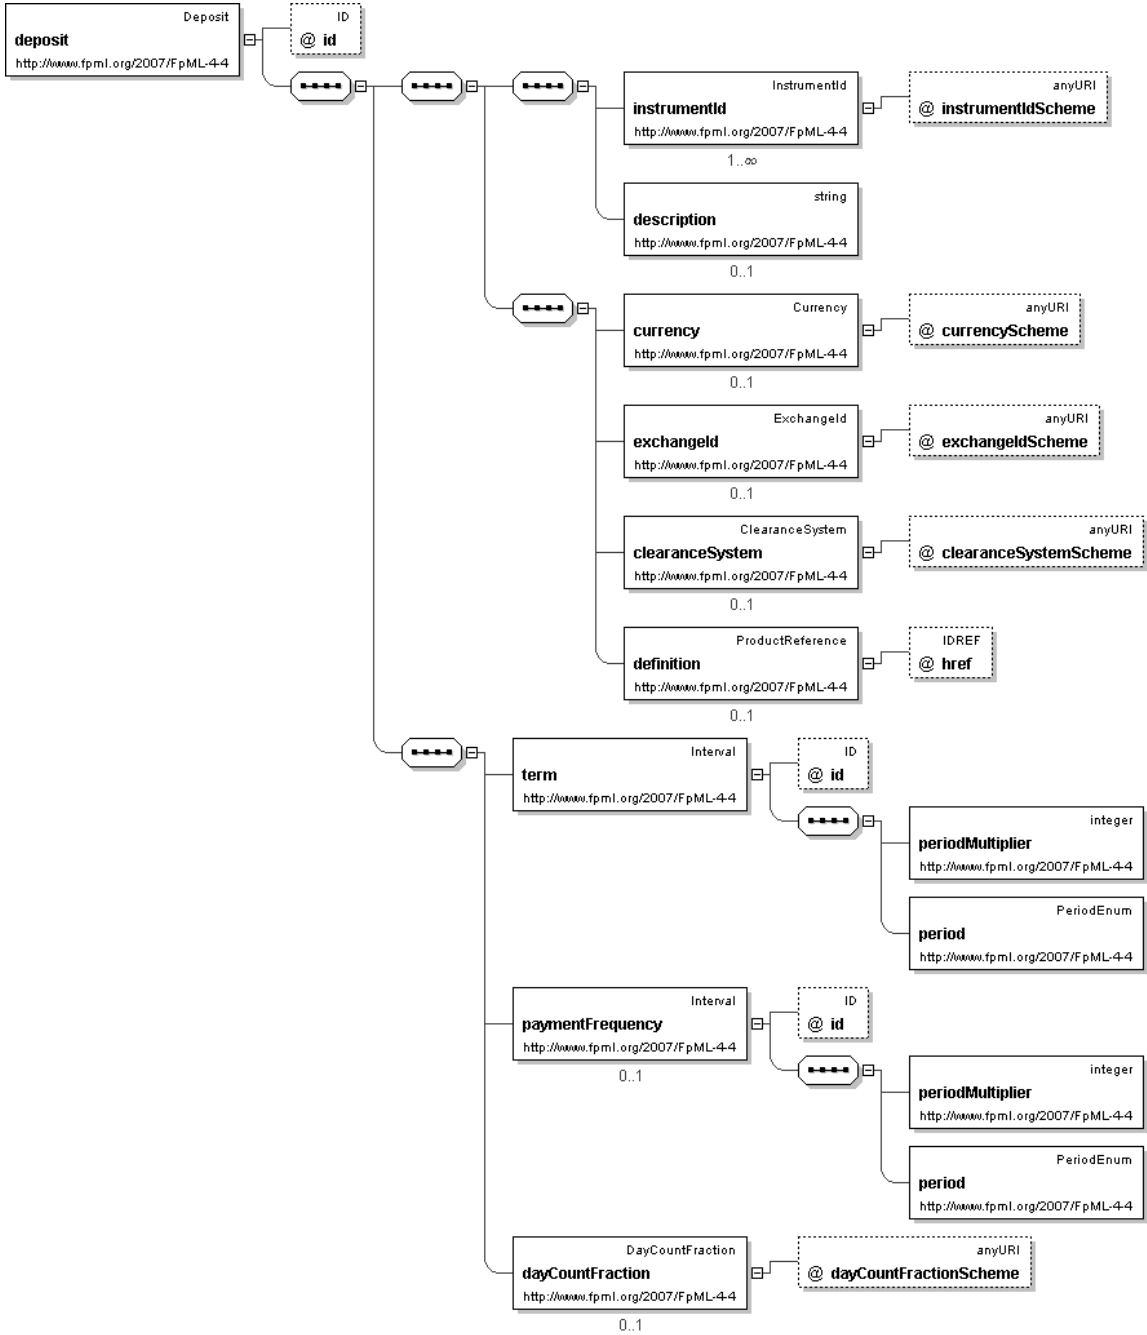 Deposit
deposit
http://www.fpml.org/2007/FpML-4-4
ID
@ id
InstrumentId
instrumentId
http://www.fpml.org/2007/FpML-4-4
1..∞
anyURI
@ instrumentIdScheme
string
description
http://www.fpml.org/2007/FpML-4-4
0..1
Currency
currency
http://www.fpml.org/2007/FpML-4-4
0..1
anyURI
@ currencyScheme
ExchangeId
exchangeId
http://www.fpml.org/2007/FpML-4-4
0..1
anyURI
@ exchangeIdScheme
ClearanceSystem
clearanceSystem
http://www.fpml.org/2007/FpML-4-4
0..1
anyURI
@ clearanceSystemScheme
ProductReference
definition
http://www.fpml.org/2007/FpML-4-4
0..1
IDREF
@ href
Interval
term
http://www.fpml.org/2007/FpML-4-4
ID
@ id
integer
periodMultiplier
http://www.fpml.org/2007/FpML-4-4
PeriodEnum
period
http://www.fpml.org/2007/FpML-4-4
Interval
paymentFrequency
http://www.fpml.org/2007/FpML-4-4
0..1
ID
@ id
integer
periodMultiplier
http://www.fpml.org/2007/FpML-4-4
PeriodEnum
period
http://www.fpml.org/2007/FpML-4-4
DayCountFraction
dayCountFraction
http://www.fpml.org/2007/FpML-4-4
0..1
anyURI
@ dayCountFractionScheme